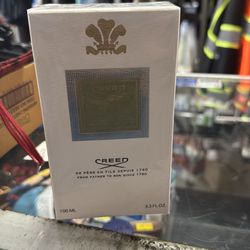 CREED
CREED
DE PÈRE EN FILS DEPUIS 1760
FROM FATHER TO SON SINCE 1760
100 ML
3.3 FL.OZ.